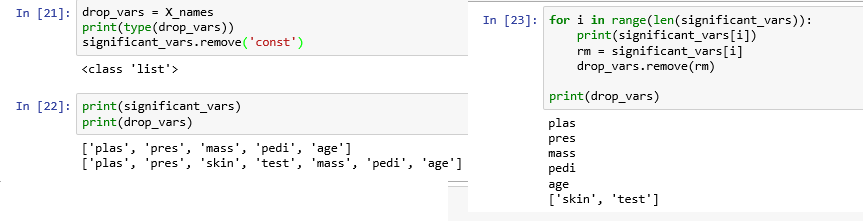 In [21]: drop_vars = X_names
print(type(drop_vars))
significant_vars.remove('const')
<class 'list'>
In [22]: print(significant_vars)
print(drop_vars)
['plas', 'pres', 'mass', 'pedi', 'age']
['plas', 'pres', 'skin', 'test', 'mass', 'pedi', 'age']
In [23]: for i in range(len(significant_vars)):
    print(significant_vars[i])
    rm = significant_vars[i]
    drop_vars.remove(rm)
print(drop_vars)
plas
pres
mass
pedi
age
['skin', 'test']